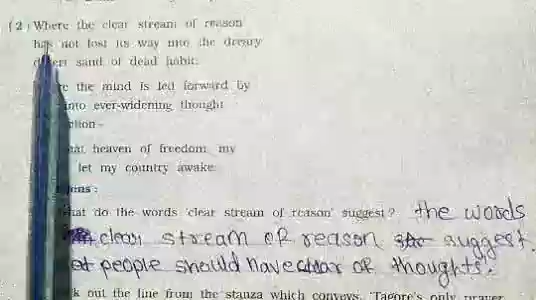 (2) Where the clear stream of reason
has not lost its way into the dreary
sand of dead habit;
the mind is led forward by
into ever-widening thought
heaven of freedom, my
let my country awake.
What do the words 'clear stream of reason' suggest? the words
clear stream of reason suggest.
people should have clear of thoughts.
out the line from the stanza which conveys, 'Tagore's only prayer